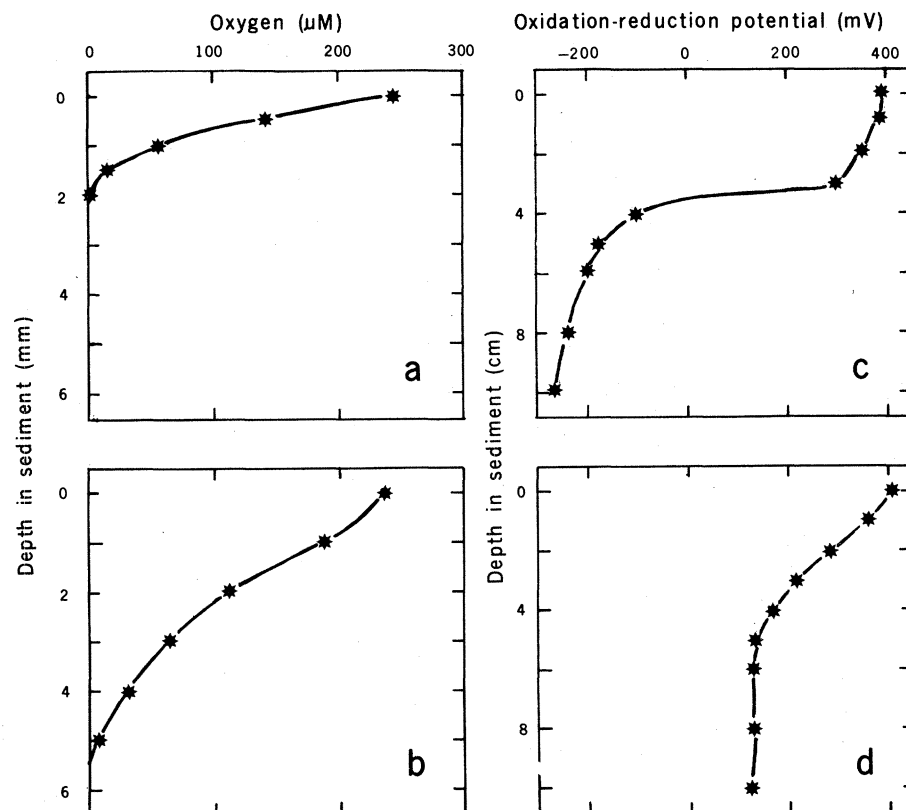 Oxygen (μM)
0 100 200 300
Oxidation-reduction potential (mV)
−200 0 200 400
Depth in sediment (mm)
0
2
4
6
a
0
2
4
6
b
Depth in sediment (cm)
0
4
8
c
0
4
8
d